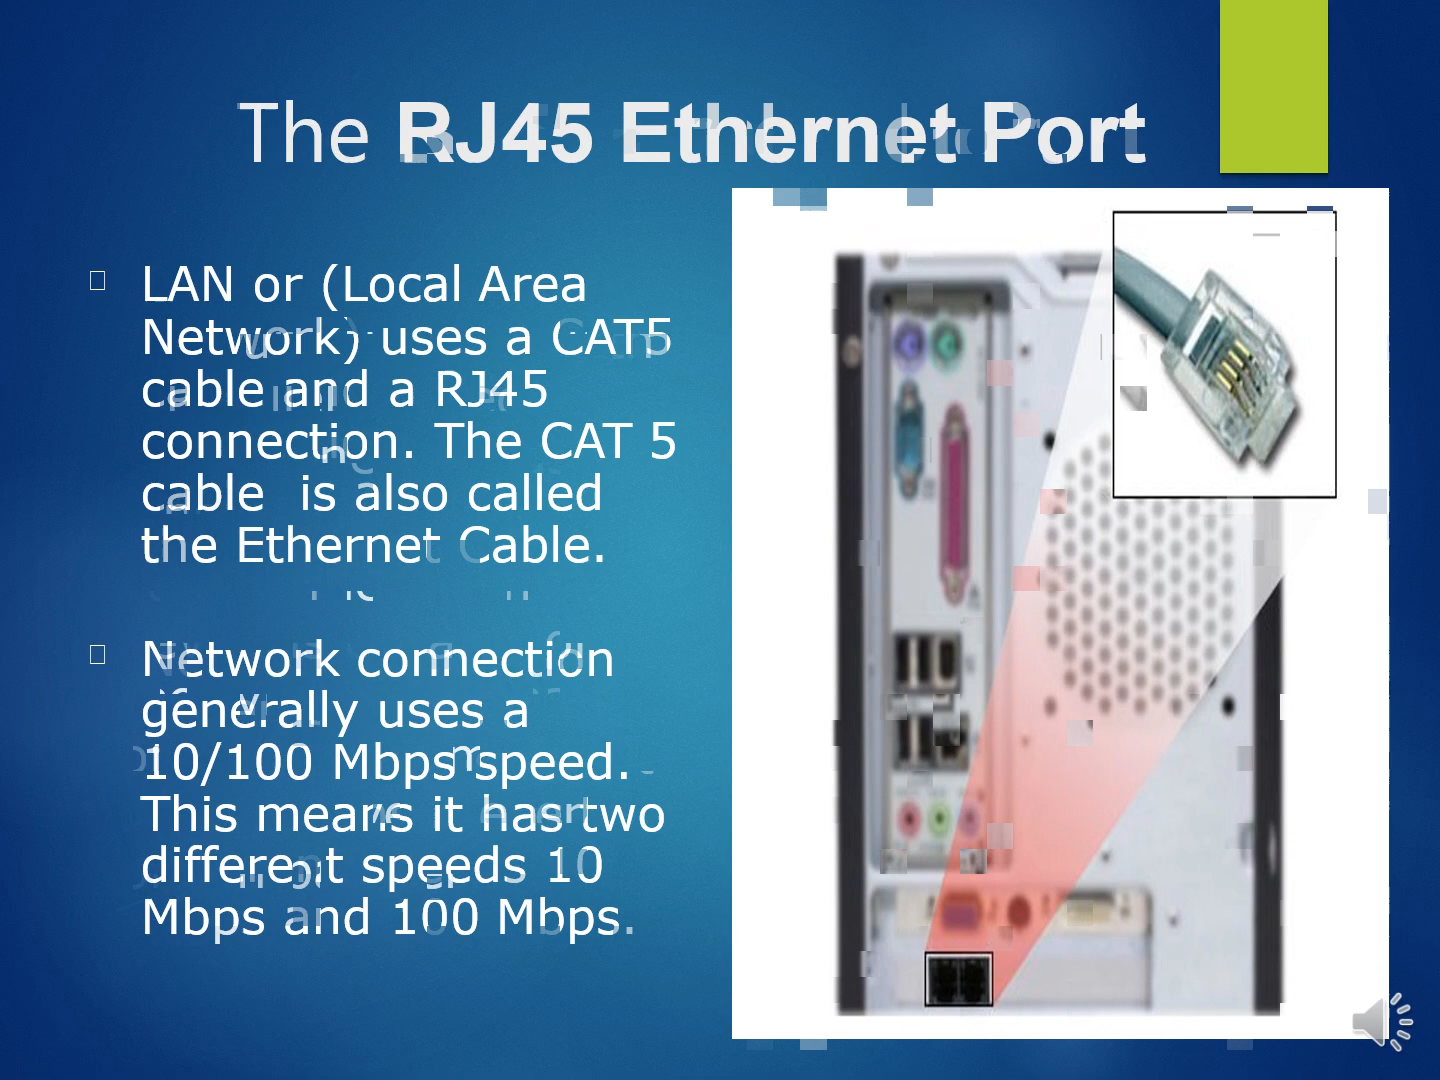 The RJ45 Ethernet Port
LAN or (Local Area
Network) uses a CAT5
cable and a RJ45
connection. The CAT 5
cable is also called
the Ethernet Cable.
Network connection
generally uses a
10/100 Mbps speed.
This means it has two
different speeds 10
Mbps and 100 Mbps.